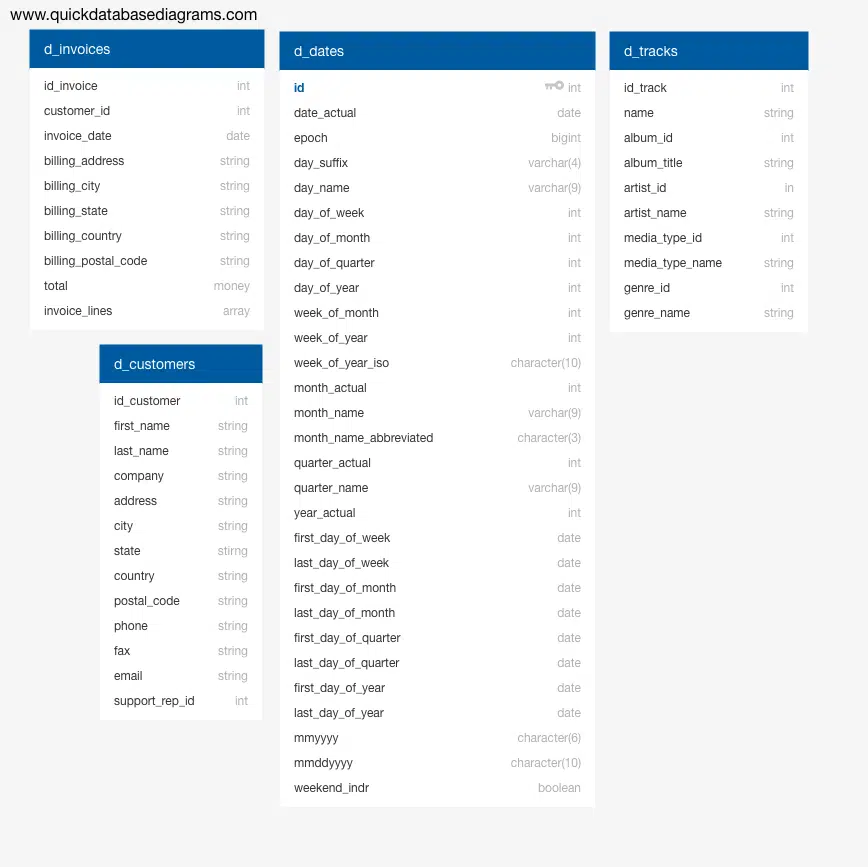 www.quickdatabasediagrams.com
d_invoices
id_invoice int
customer_id int
invoice_date date
billing_address string
billing_city string
billing_state string
billing_country string
billing_postal_code string
total money
invoice_lines array
d_customers
id_customer int
first_name string
last_name string
company string
address string
city string
state stirng
country string
postal_code string
phone string
fax string
email string
support_rep_id int
d_dates
id int
date_actual date
epoch bigint
day_suffix varchar(4)
day_name varchar(9)
day_of_week int
day_of_month int
day_of_quarter int
day_of_year int
week_of_month int
week_of_year int
week_of_year_iso character(10)
month_actual int
month_name varchar(9)
month_name_abbreviated character(3)
quarter_actual int
quarter_name varchar(9)
year_actual int
first_day_of_week date
last_day_of_week date
first_day_of_month date
last_day_of_month date
first_day_of_quarter date
last_day_of_quarter date
first_day_of_year date
last_day_of_year date
mmyyyy character(6)
mmddyyyy character(10)
weekend_indr boolean
d_tracks
id_track int
name string
album_id int
album_title string
artist_id in
artist_name string
media_type_id int
media_type_name string
genre_id int
genre_name string